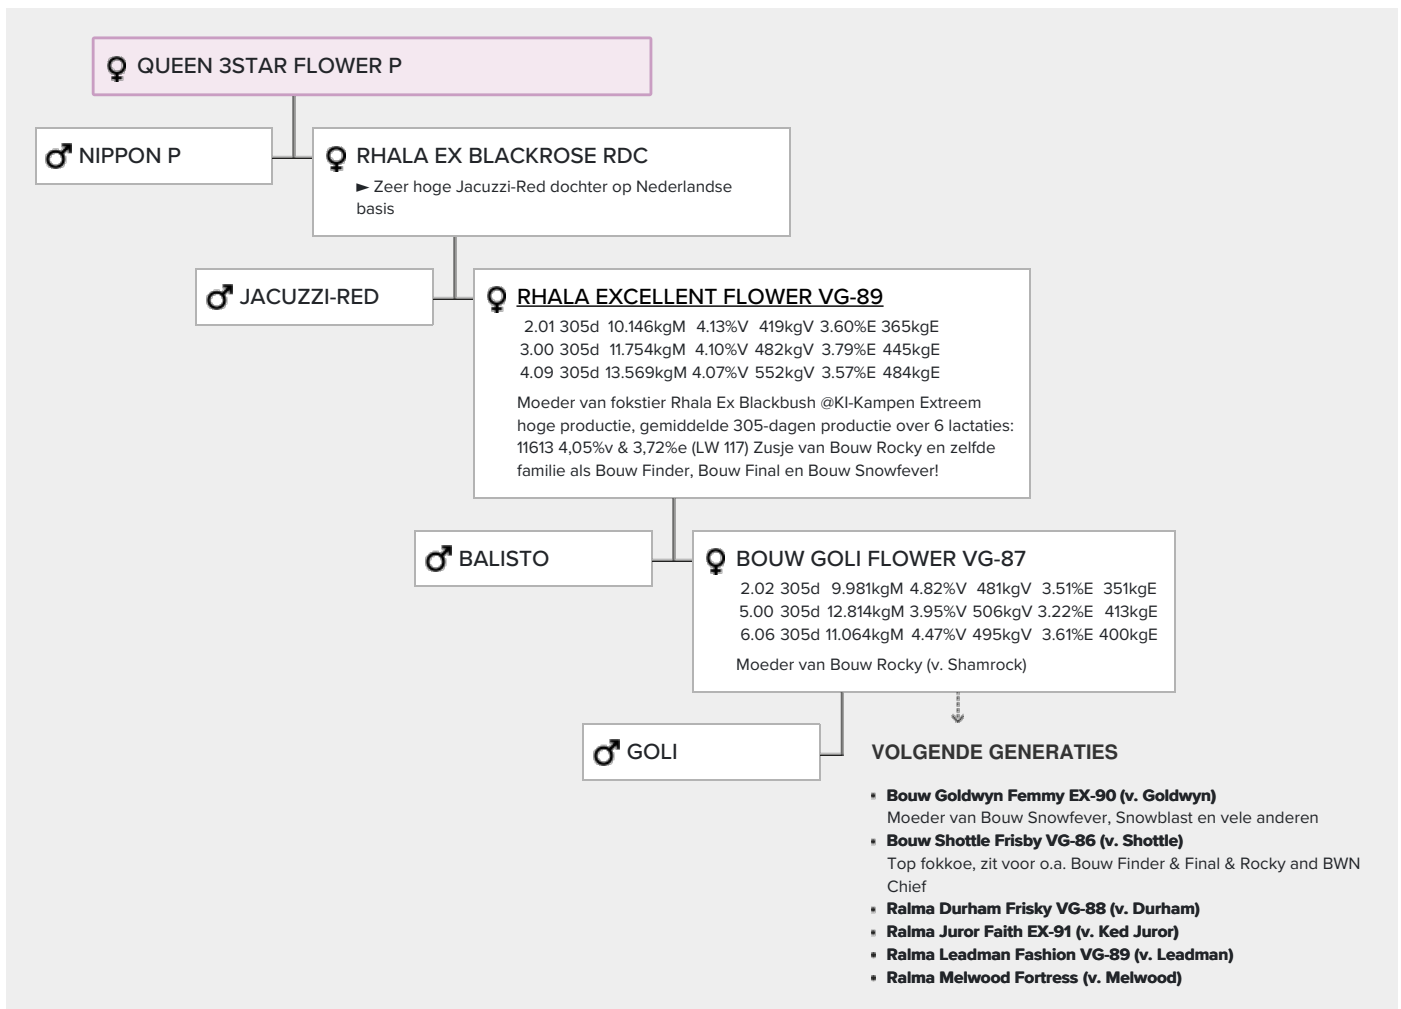 QUEEN 3STAR FLOWER P
NIPPON P
RHALA EX BLACKROSE RDC
► Zeer hoge Jacuzzi-Red dochter op Nederlandse
basis
JACUZZI-RED
RHALA EXCELLENT FLOWER VG-89
2.01 305d 10.146kgM 4.13%V 419kgV 3.60%E 365kgE
3.00 305d 11.754kgM 4.10%V 482kgV 3.79%E 445kgE
4.09 305d 13.569kgM 4.07%V 552kgV 3.57%E 484kgE
Moeder van fokstier Rhala Ex Blackbush @KI-Kampen Extreem
hoge productie, gemiddelde 305-dagen productie over 6 lactaties:
11613 4,05%v & 3,72%e (LW 117) Zusje van Bouw Rocky en zelfde
familie als Bouw Finder, Bouw Final en Bouw Snowfever!
BALISTO
BOUW GOLI FLOWER VG-87
2.02 305d 9.981kgM 4.82%V 481kgV 3.51%E 351kgE
5.00 305d 12.814kgM 3.95%V 506kgV 3.22%E 413kgE
6.06 305d 11.064kgM 4.47%V 495kgV 3.61%E 400kgE
Moeder van Bouw Rocky (v. Shamrock)
GOLI
VOLGENDE GENERATIES
▪ Bouw Goldwyn Femmy EX-90 (v. Goldwyn)
Moeder van Bouw Snowfever, Snowblast en vele anderen
▪ Bouw Shottle Frisby VG-86 (v. Shottle)
Top fokkoe, zit voor o.a. Bouw Finder & Final & Rocky and BWN
Chief
▪ Ralma Durham Frisky VG-88 (v. Durham)
▪ Ralma Juror Faith EX-91 (v. Ked Juror)
▪ Ralma Leadman Fashion VG-89 (v. Leadman)
▪ Ralma Melwood Fortress (v. Melwood)